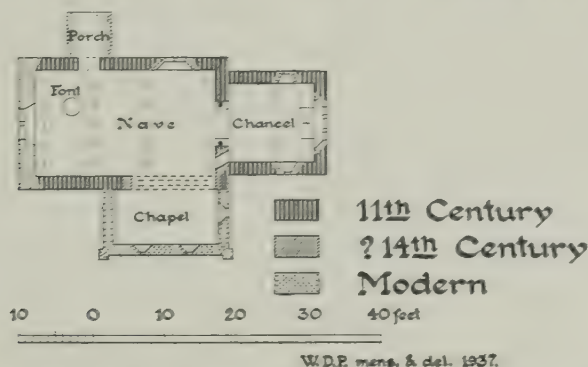 Porch
Font
Nave
Chancel
Chapel
11th Century
? 14th Century
Modern
10 0 10 20 30 40 feet
W.D.P. mens. & del. 1937.